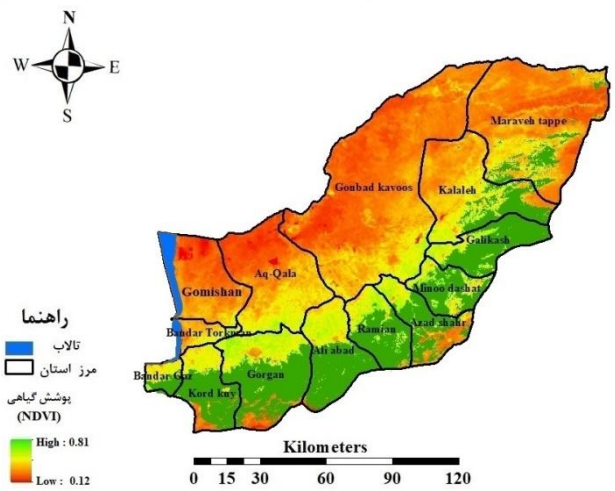 N
W E
S
Maraveh tappe
Gonbad kavoos
Kalaleh
Galikash
Aq-Qala
Gomishan
Minoo dashat
Azad shahr
Ramian
Bandar Torkman
Ali abad
Bandar Gaz
Gorgan
Kord kuy
راهنما
تالاب
مرز استان
پوشش گیاهی
(NDVI)
High : 0.81
Low : 0.12
Kilometers
0 15 30 60 90 120